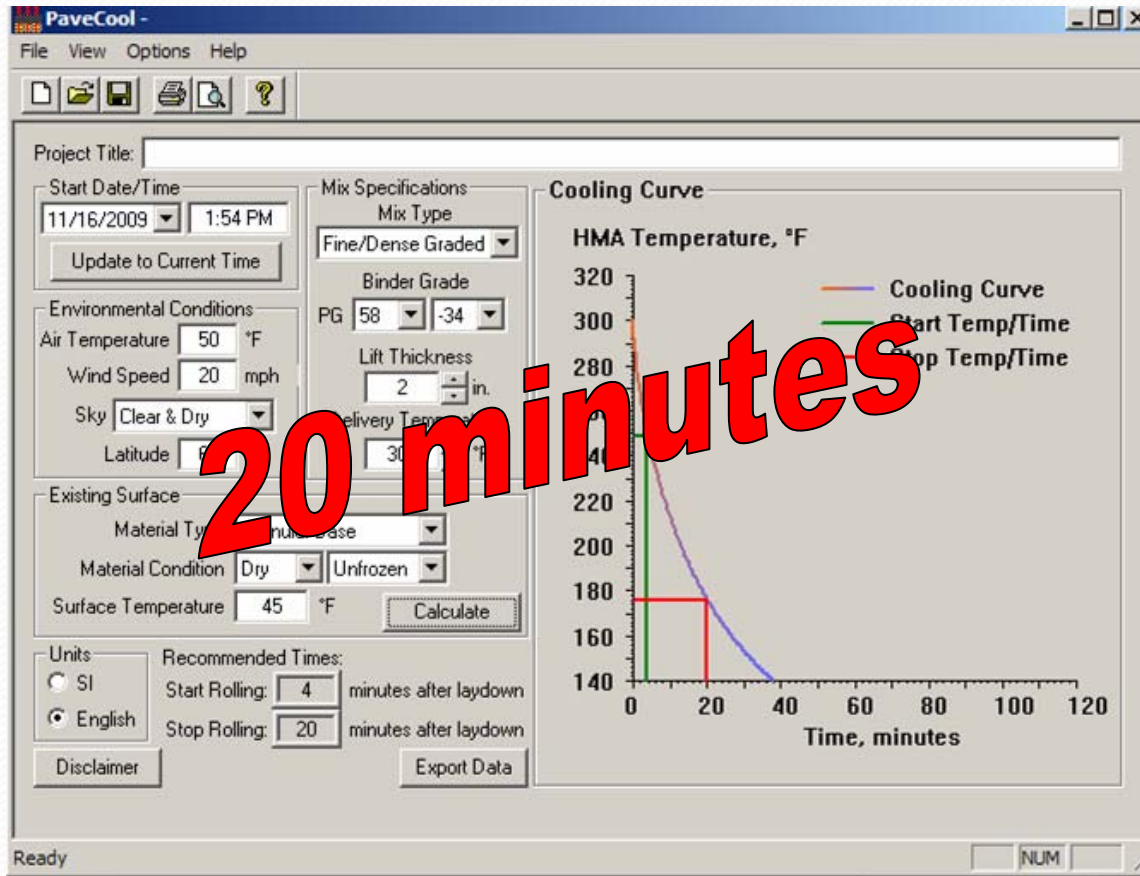 PaveCool -
File View Options Help
Project Title:
Start Date/Time
11/16/2009 1:54 PM
Update to Current Time
Environmental Conditions
Air Temperature 50 °F
Wind Speed 20 mph
Sky Clear & Dry
Latitude
Mix Specifications
Mix Type
Fine/Dense Graded
Binder Grade
PG 58 -34
Lift Thickness
2 in.
Existing Surface
Material Condition Dry Unfrozen
Surface Temperature 45 °F
Calculate
Units
SI
English
Recommended Times:
Start Rolling: 4 minutes after laydown
Stop Rolling: 20 minutes after laydown
Disclaimer
Export Data
Cooling Curve
HMA Temperature, °F
Cooling Curve
Start Temp/Time
Stop Temp/Time
320
300
280
220
200
180
160
140
0 20 40 60 80 100 120
Time, minutes
20 minutes
Ready
NUM